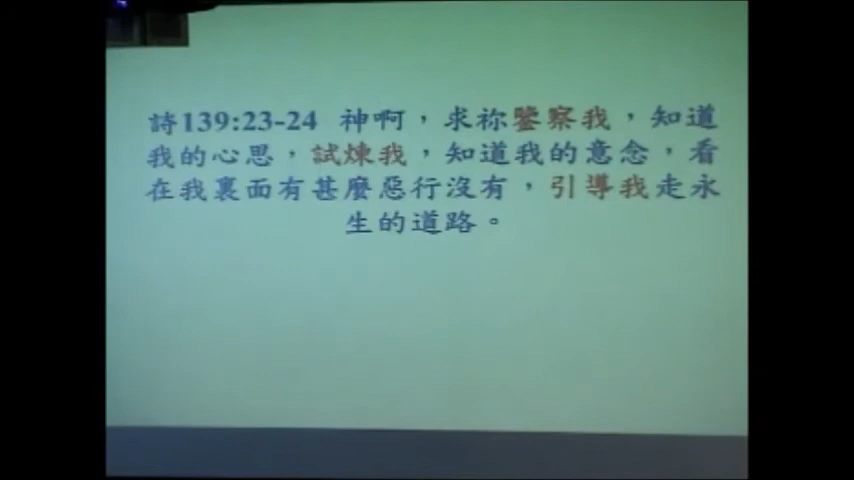 詩139:23-24 神啊，求祢鑒察我，知道
我的心思，試煉我，知道我的意念，看
在我裏面有甚麼惡行沒有，引導我走永
生的道路。